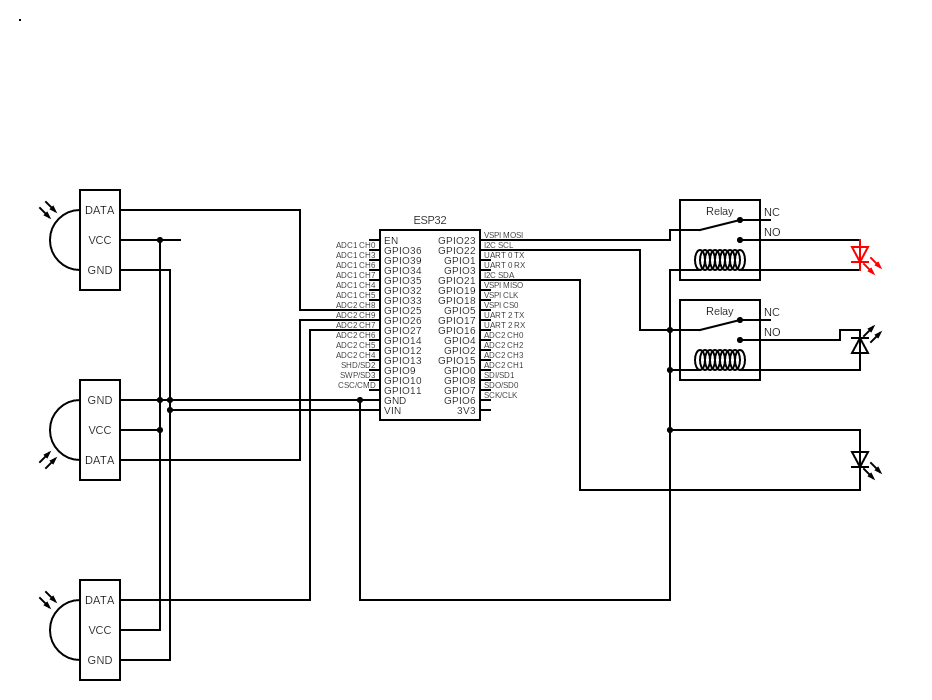 .
DATA
VCC
GND
GND
VCC
DATA
DATA
VCC
GND
ESP32
ADC1 CH0
ADC1 CH3
ADC1 CH6
ADC1 CH7
ADC1 CH4
ADC1 CH5
ADC2 CH8
ADC2 CH9
ADC2 CH7
ADC2 CH6
ADC2 CH5
ADC2 CH4
SHD/SD2
SWP/SD3
CSC/CMD
EN
GPIO36
GPIO39
GPIO34
GPIO35
GPIO32
GPIO33
GPIO25
GPIO26
GPIO27
GPIO14
GPIO12
GPIO13
GPIO9
GPIO10
GPIO11
GND
VIN
GPIO23
GPIO22
GPIO1
GPIO3
GPIO21
GPIO19
GPIO18
GPIO5
GPIO17
GPIO16
GPIO4
GPIO2
GPIO15
GPIO0
GPIO8
GPIO7
GPIO6
3V3
VSPI MOSI
I2C SCL
UART 0 TX
UART 0 RX
I2C SDA
VSPI MISO
VSPI CLK
VSPI CS0
UART 2 TX
UART 2 RX
ADC2 CH0
ADC2 CH2
ADC2 CH3
ADC2 CH1
SDI/SD1
SDO/SD0
SCK/CLK
Relay
NC
NO
Relay
NC
NO